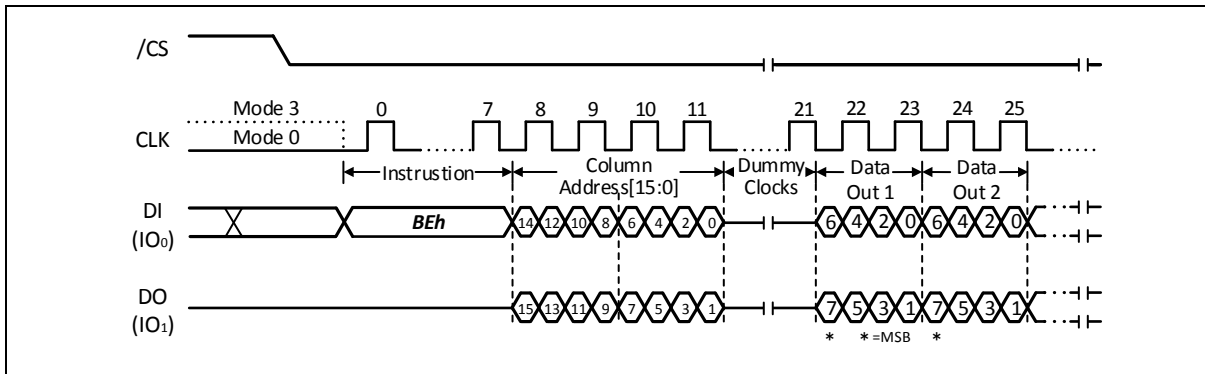 /CS
Mode 3 0 7 8 9 10 11 21 22 23 24 25
CLK Mode 0
Instrustion Column Address[15:0] Dummy Clocks Data Out 1 Data Out 2
DI (IO0) BEh 14 12 10 8 6 4 2 0 6 4 2 0 6 4 2 0
DO (IO1) 15 13 11 9 7 5 3 1 7 5 3 1 7 5 3 1
* * =MSB *